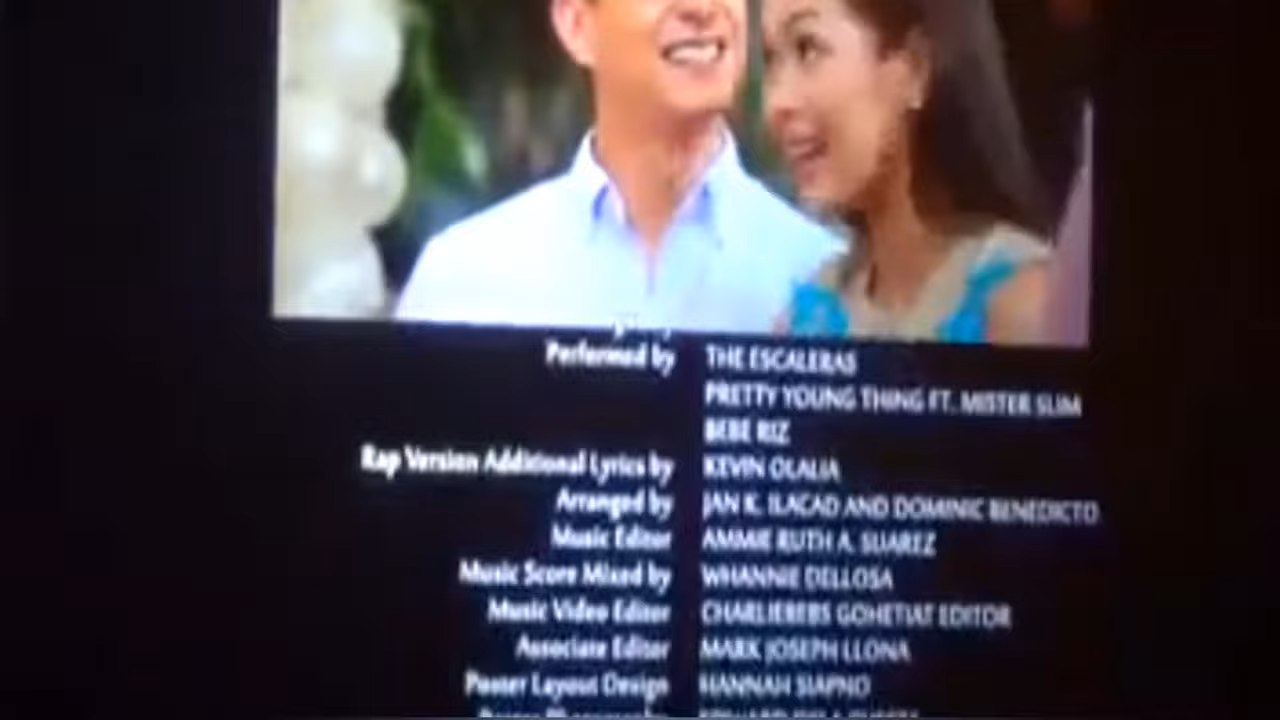 Performed by THE ESCALERAS
PRETTY YOUNG THING FT. MISTER SLIM
BEBE RIZ
Rap Version Additional Lyrics by KEVIN OLALIA
Arranged by JAN K. ILACAD AND DOMINIC BENEDICTO
Music Editor AMMIE RUTH A. SUAREZ
Music Score Mixed by WHANNIE DELLOSA
Music Video Editor CHARLIEBEBS GOHETIAT EDITOR
Associate Editor MARK JOSEPH LLONA
Poster Layout Design HANNAH SIAPNO